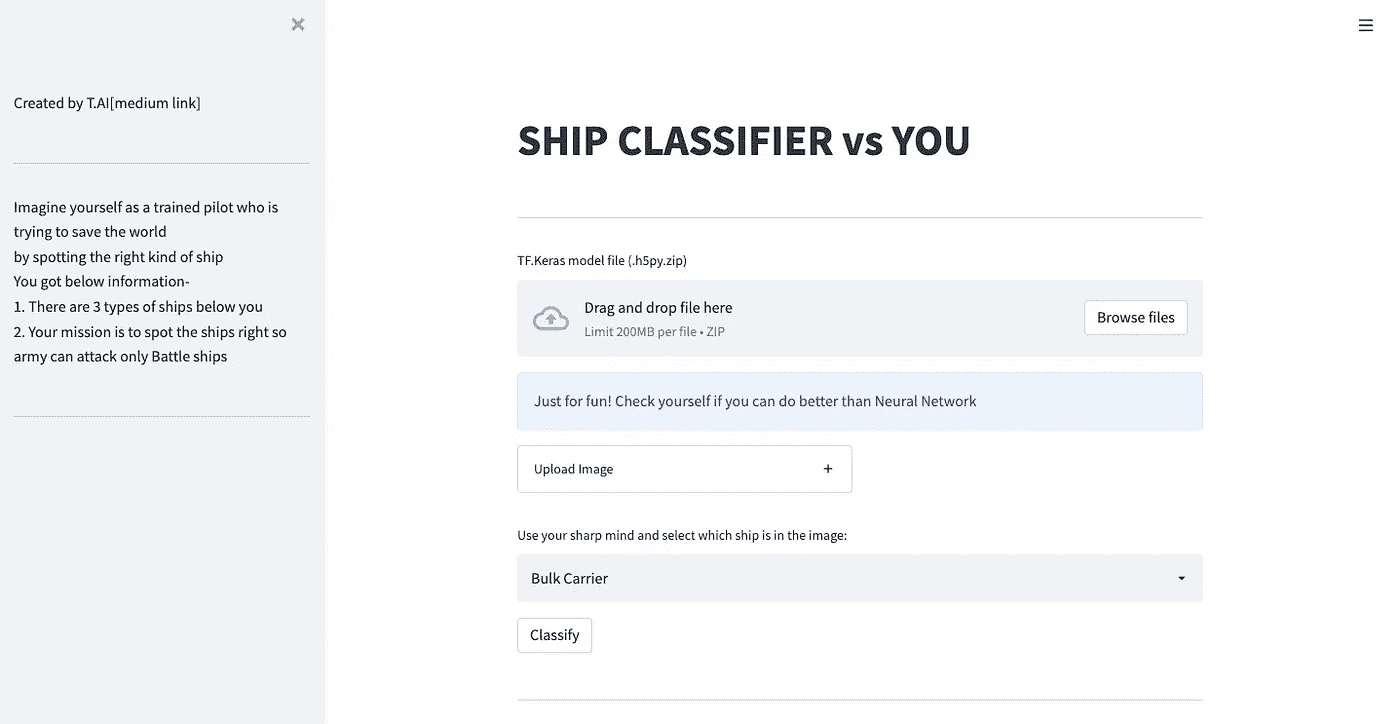 Created by T.AI[medium link]
Imagine yourself as a trained pilot who is
trying to save the world
by spotting the right kind of ship
You got below information-
1. There are 3 types of ships below you
2. Your mission is to spot the ships right so
army can attack only Battle ships
SHIP CLASSIFIER vs YOU
TF.Keras model file (.h5py.zip)
Drag and drop file here
Limit 200MB per file • ZIP
Browse files
Just for fun! Check yourself if you can do better than Neural Network
Upload Image
Use your sharp mind and select which ship is in the image:
Bulk Carrier
Classify